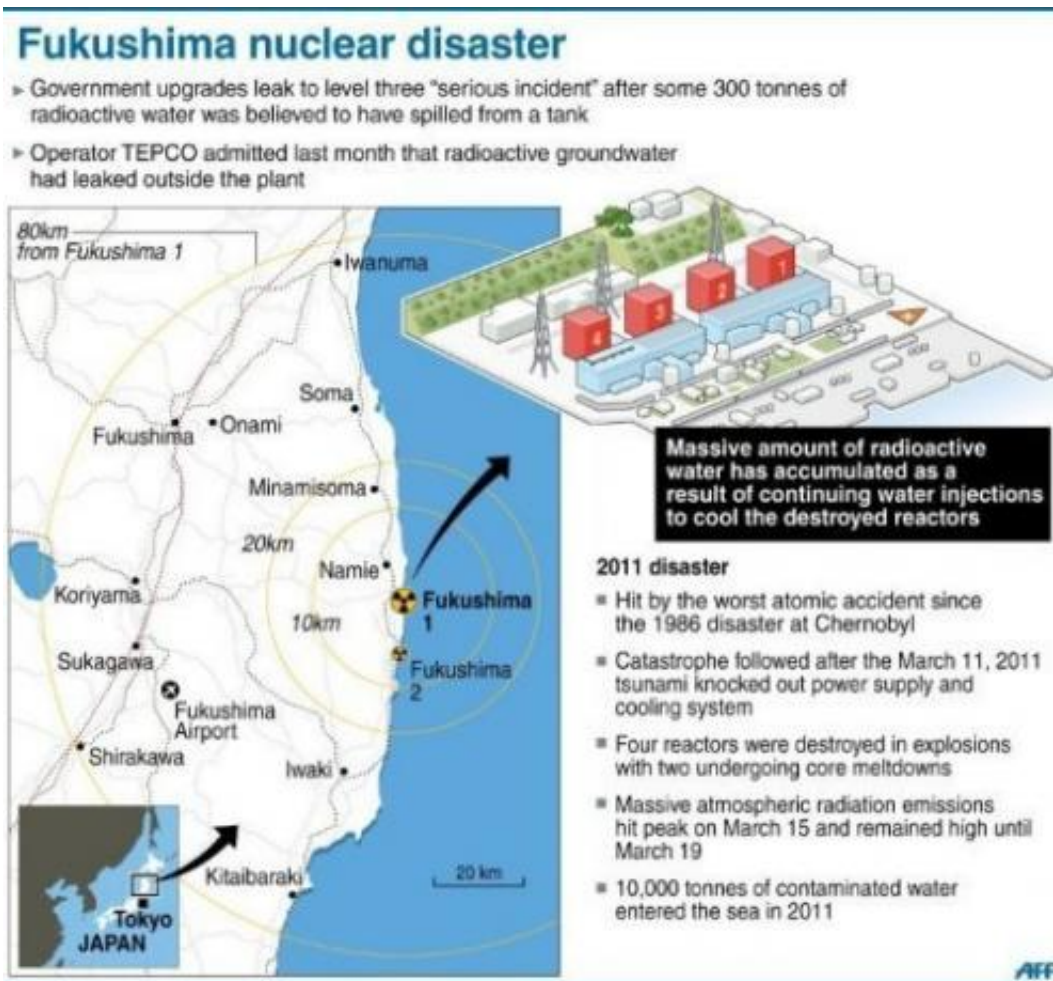 Fukushima nuclear disaster
▸ Government upgrades leak to level three "serious incident" after some 300 tonnes of
radioactive water was believed to have spilled from a tank
▸ Operator TEPCO admitted last month that radioactive groundwater
had leaked outside the plant
80km
from Fukushima 1
Iwanuma
Soma
Fukushima
Onami
Minamisoma
20km
Namie
Koriyama
10km
Fukushima
1
Sukagawa
Fukushima
2
Fukushima
Airport
Shirakawa
Iwaki
Kitaibaraki
20 km
Tokyo
JAPAN
1
2
3
4
Massive amount of radioactive
water has accumulated as a
result of continuing water injections
to cool the destroyed reactors
2011 disaster
▪ Hit by the worst atomic accident since
the 1986 disaster at Chernobyl
▪ Catastrophe followed after the March 11, 2011
tsunami knocked out power supply and
cooling system
▪ Four reactors were destroyed in explosions
with two undergoing core meltdowns
▪ Massive atmospheric radiation emissions
hit peak on March 15 and remained high until
March 19
▪ 10,000 tonnes of contaminated water
entered the sea in 2011
AFP